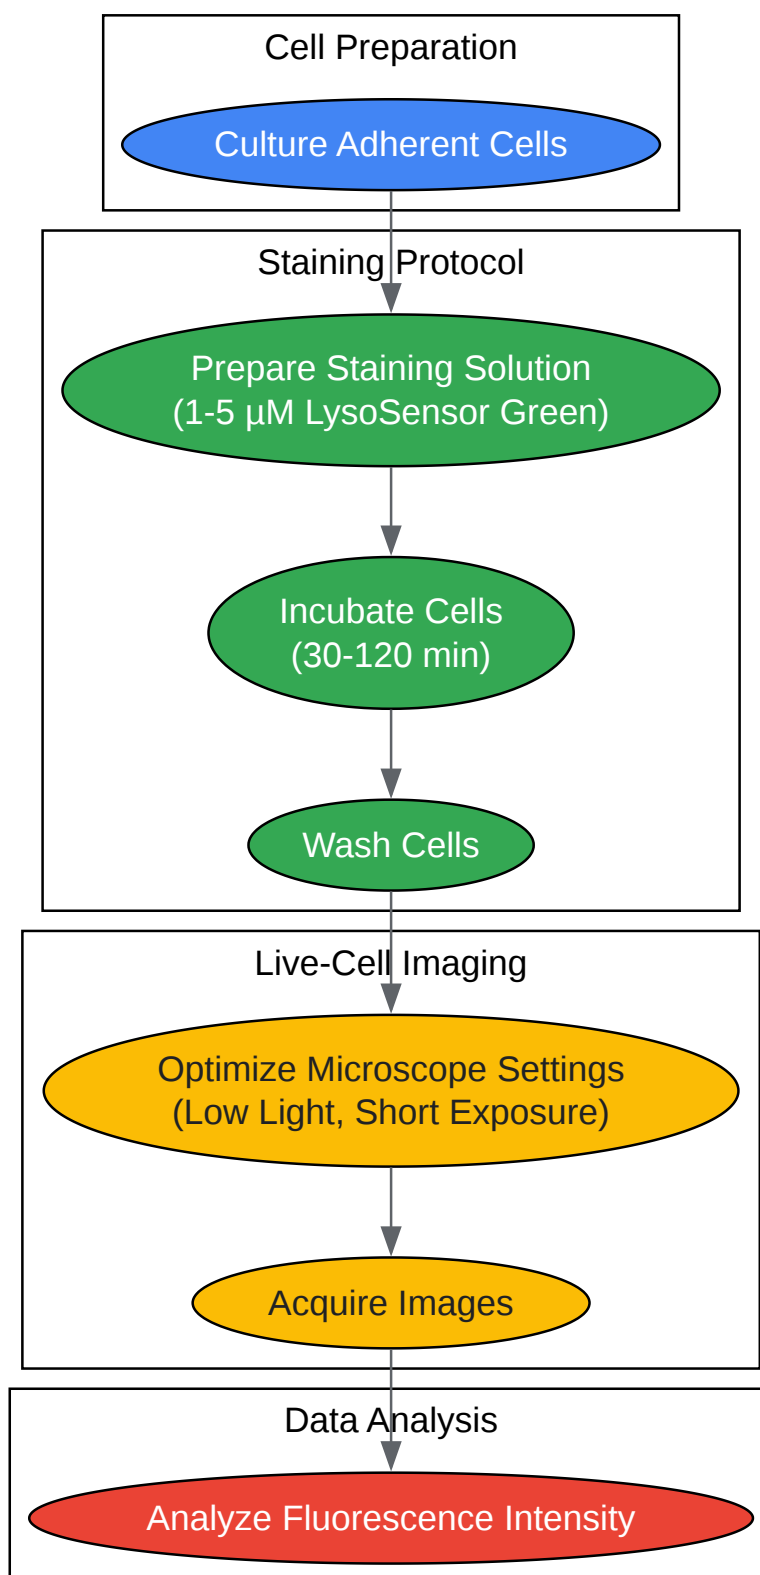 Cell Preparation
Culture Adherent Cells
Staining Protocol
Prepare Staining Solution
(1-5 µM LysoSensor Green)
Incubate Cells
(30-120 min)
Wash Cells
Live-Cell Imaging
Optimize Microscope Settings
(Low Light, Short Exposure)
Acquire Images
Data Analysis
Analyze Fluorescence Intensity